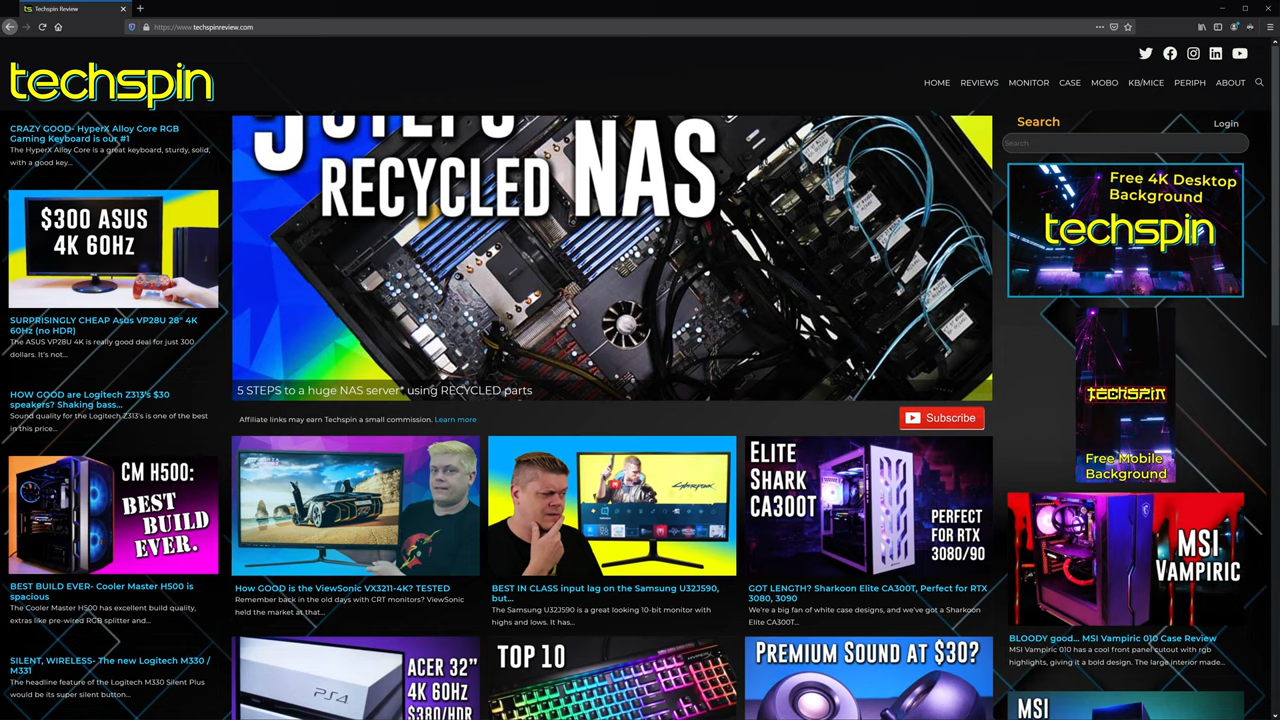 Techspin Review
https://www.techspinreview.com
techspin
HOME REVIEWS MONITOR CASE MOBO KB/MICE PERIPH ABOUT
CRAZY GOOD- HyperX Alloy Core RGB
Gaming Keyboard is our #1
The HyperX Alloy Core is a great keyboard, sturdy, solid,
with a good key...
$300 ASUS
4K 60Hz
SURPRISINGLY CHEAP Asus VP28U 28" 4K
60Hz (no HDR)
The ASUS VP28U 4K is really good deal for just 300
dollars. It's not...
HOW GOOD are Logitech Z313's $30
speakers? Shaking bass...
Sound quality for the Logitech Z313's is one of the best
in this price...
CM H500:
BEST
BUILD
EVER.
BEST BUILD EVER- Cooler Master H500 is
spacious
The Cooler Master H500 has excellent build quality,
extras like pre-wired RGB splitter and...
SILENT, WIRELESS- The new Logitech M330 /
M331
The headline feature of the Logitech M330 Silent Plus
would be its super silent button...
5 STEPS
RECYCLED NAS
5 STEPS to a huge NAS server* using RECYCLED parts
Affiliate links may earn Techspin a small commission. Learn more
Subscribe
How GOOD is the ViewSonic VX3211-4K? TESTED
Remember back in the old days with CRT monitors? ViewSonic
held the market at that...
CYBERPUNK
BEST IN CLASS input lag on the Samsung U32J590,
but...
The Samsung U32J590 is a great looking 10-bit monitor with
highs and lows. It has...
ELITE
SHARK
CA300T
PERFECT
FOR RTX
3080/90
GOT LENGTH? Sharkoon Elite CA300T, Perfect for RTX
3080, 3090
We're a big fan of white case designs, and we've got a Sharkoon
Elite CA300T...
PS4
ACER 32"
4K 60Hz
$380/HDR
TOP 10
PREMIUM SOUND AT $30?
Search
Login
Search
Free 4K Desktop
Background
techspin
TECHSPIN
Free Mobile
Background
MSI
VAMPIRIC
BLOODY good... MSI Vampiric 010 Case Review
MSI Vampiric 010 has a cool front panel cutout with rgb
highlights, giving it a bold design. The large interior made...
MSI